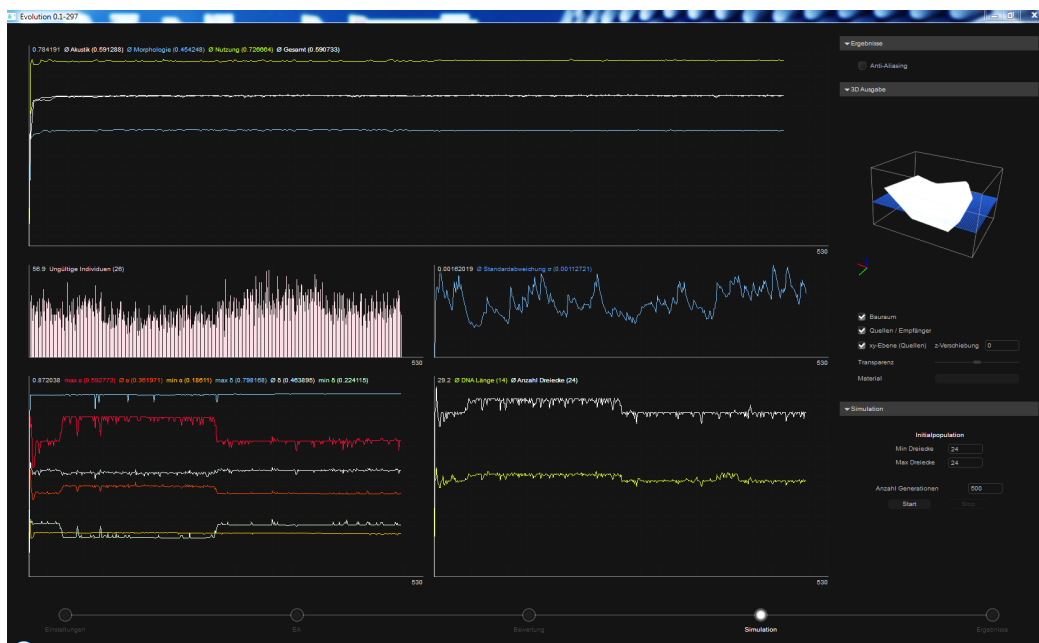 Evolution 0.1-297
0.784191 Ø Akustik (0.591288) Ø Morphologie (0.454248) Ø Nutzung (0.726664) Ø Gesamt (0.590733)
530
56.9 Ungültige Individuen (26)
530
0.00162019 Ø Standardabweichung σ (0.00112721)
530
0.872038 max α (0.592773) Ø α (0.361971) min α (0.18611) max δ (0.798168) Ø δ (0.463895) min δ (0.224115)
530
29.2 Ø DNA Länge (14) Ø Anzahl Dreiecke (24)
530
Ergebnisse
Anti-Aliasing
3D Ausgabe
Bauraum
Quellen / Empfänger
xy-Ebene (Quellen) z-Verschiebung 0
Transparenz
Material
Simulation
Initialpopulation
Min Dreiecke 24
Max Dreiecke 24
Anzahl Generationen 500
Start Stop
Einstellungen EA Bewertung Simulation Ergebnisse